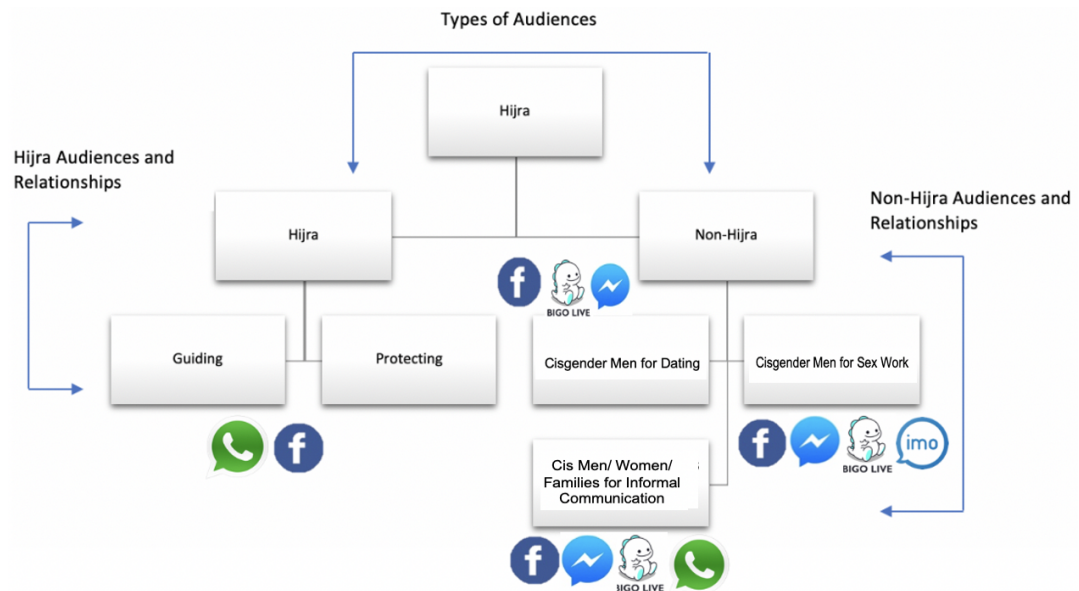 Types of Audiences
Hijra
Hijra Audiences and
Relationships
Non-Hijra Audiences and
Relationships
Hijra
Non-Hijra
BIGO LIVE
Guiding
Protecting
Cisgender Men for Dating
Cisgender Men for Sex Work
imo
BIGO LIVE
Cis Men/ Women/
Families for Informal
Communication
BIGO LIVE